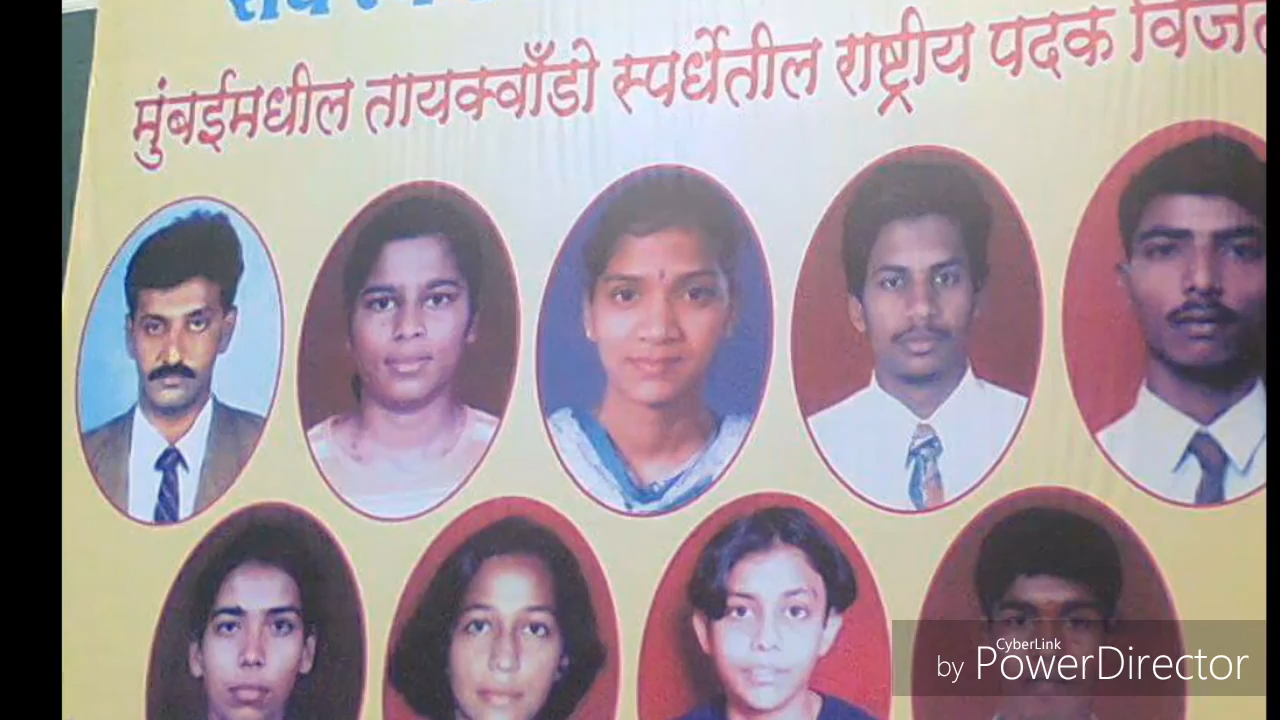 मुंबईमधील तायक्वाँडो स्पर्धेतील राष्ट्रीय पदक
CyberLink
by PowerDirector